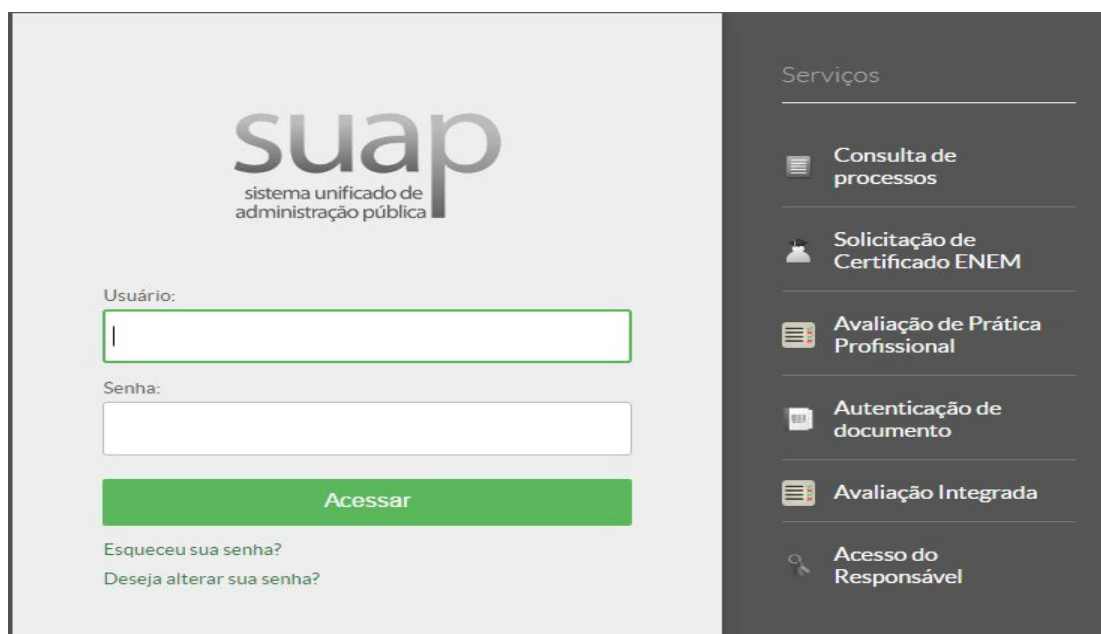 suap
sistema unificado de
administração pública
Usuário:
Senha:
Acessar
Esqueceu sua senha?
Deseja alterar sua senha?
Serviços
Consulta de
processos
Solicitação de
Certificado ENEM
Avaliação de Prática
Profissional
Autenticação de
documento
Avaliação Integrada
Acesso do
Responsável